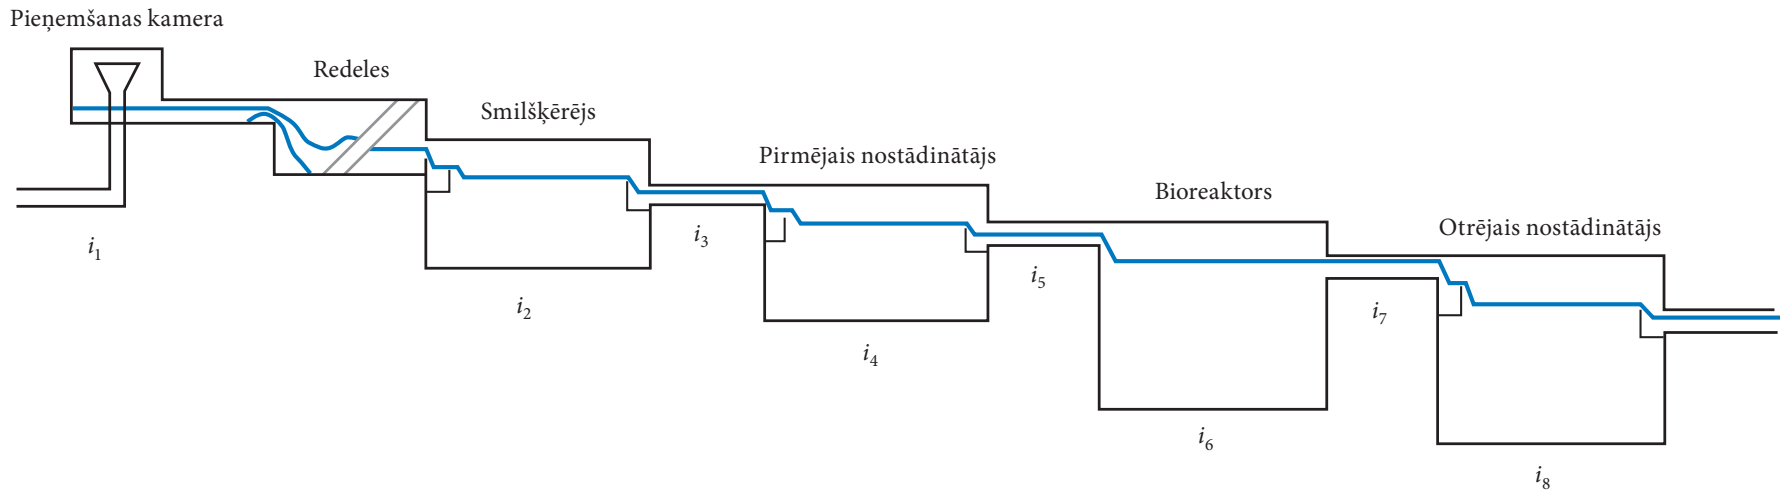 Pieņemšanas kamera
Redeles
Smilšķērējs
Pirmējais nostādinātājs
Bioreaktors
Otrējais nostādinātājs
i1
i2
i3
i4
i5
i6
i7
i8